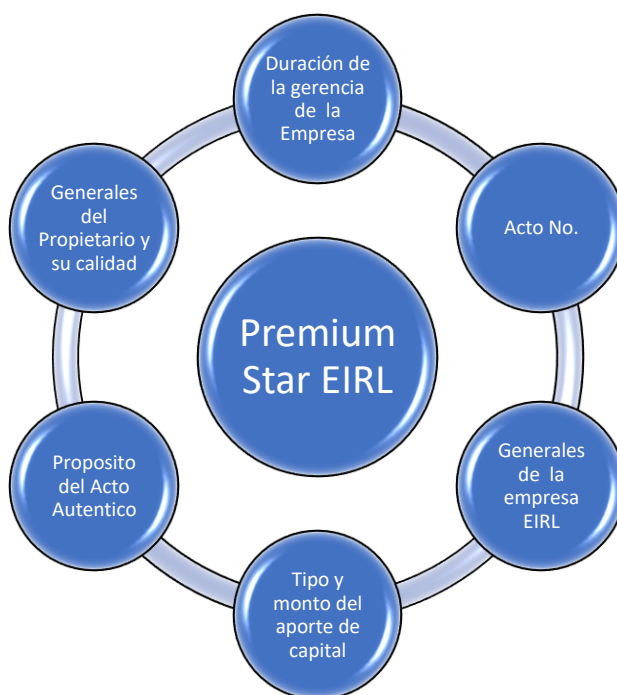 Duración de
la gerencia
de la
Empresa
Acto No.
Generales
de la
empresa
EIRL
Tipo y
monto del
aporte de
capital
Proposito
del Acto
Autentico
Generales
del
Propietario y
su calidad
Premium
Star EIRL